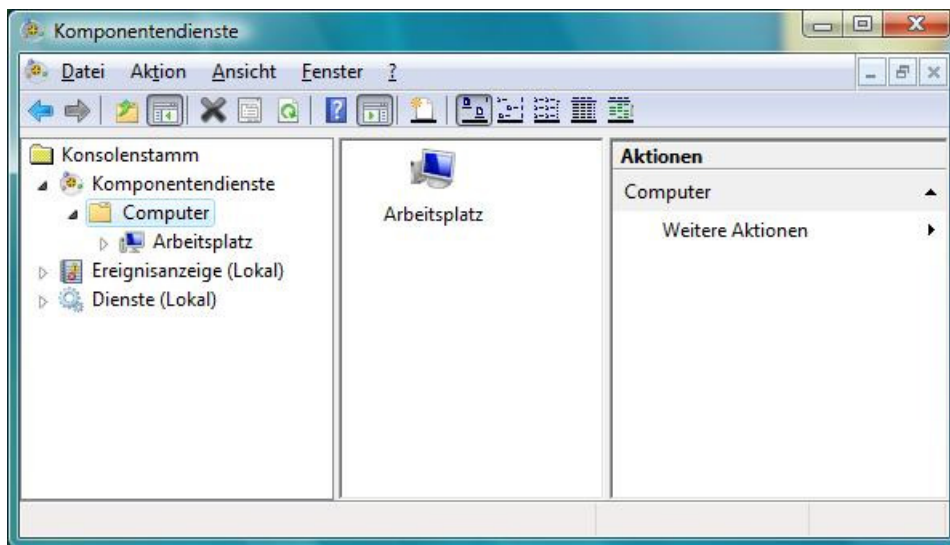 Komponentendienste
Datei Aktion Ansicht Fenster ?
Konsolenstamm
Komponentendienste
Computer
Arbeitsplatz
Ereignisanzeige (Lokal)
Dienste (Lokal)
Arbeitsplatz
Aktionen
Computer
Weitere Aktionen